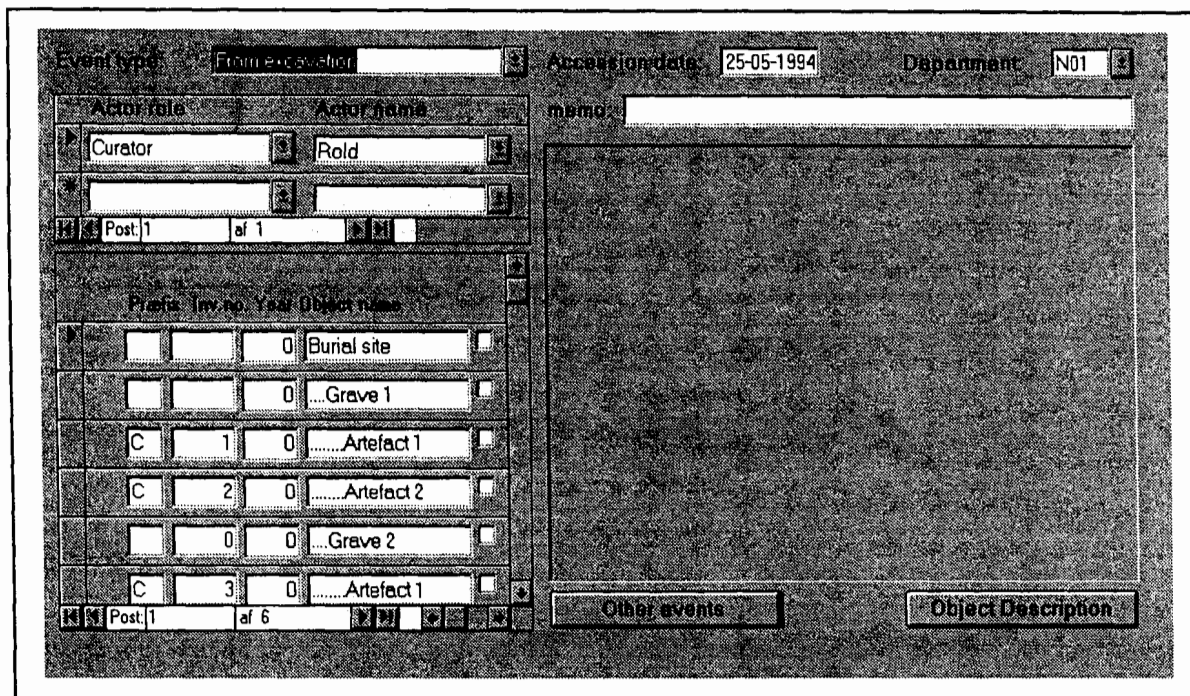 Event type: From excavation Accession date: 25-05-1994 Department: N01
Actor role Actor name memo:
Curator Rold
Post: 1 af 1
Præfix Inv.no. Year Object name
0 Burial site
0 ....Grave 1
C 1 0 ........Artefact 1
C 2 0 ........Artefact 2
0 0 ....Grave 2
C 3 0 ........Artefact 1
Post: 1 af 6
Other events Object Description